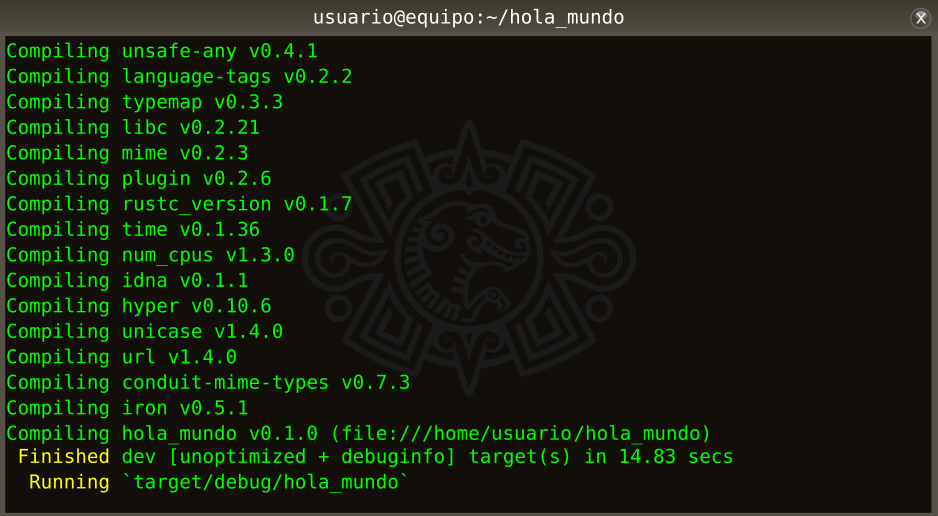 usuario@equipo:~/hola_mundo
Compiling unsafe-any v0.4.1
Compiling language-tags v0.2.2
Compiling typemap v0.3.3
Compiling libc v0.2.21
Compiling mime v0.2.3
Compiling plugin v0.2.6
Compiling rustc_version v0.1.7
Compiling time v0.1.36
Compiling num_cpus v1.3.0
Compiling idna v0.1.1
Compiling hyper v0.10.6
Compiling unicase v1.4.0
Compiling url v1.4.0
Compiling conduit-mime-types v0.7.3
Compiling iron v0.5.1
Compiling hola_mundo v0.1.0 (file:///home/usuario/hola_mundo)
Finished dev [unoptimized + debuginfo] target(s) in 14.83 secs
Running `target/debug/hola_mundo`